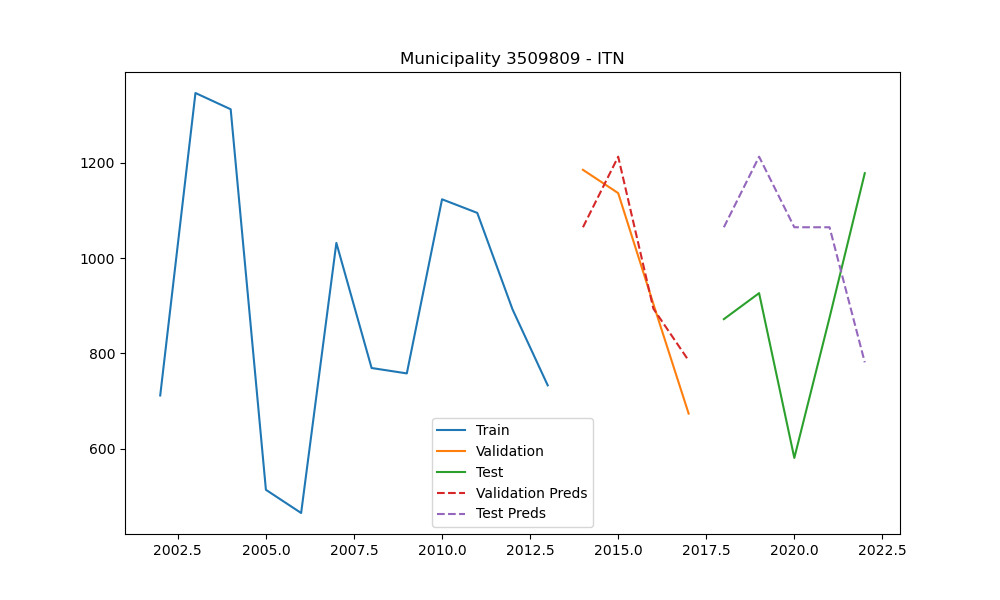 Municipality 3509809 - ITN
1200
1000
800
600
Train
Validation
Test
Validation Preds
Test Preds
2002.5 2005.0 2007.5 2010.0 2012.5 2015.0 2017.5 2020.0 2022.5